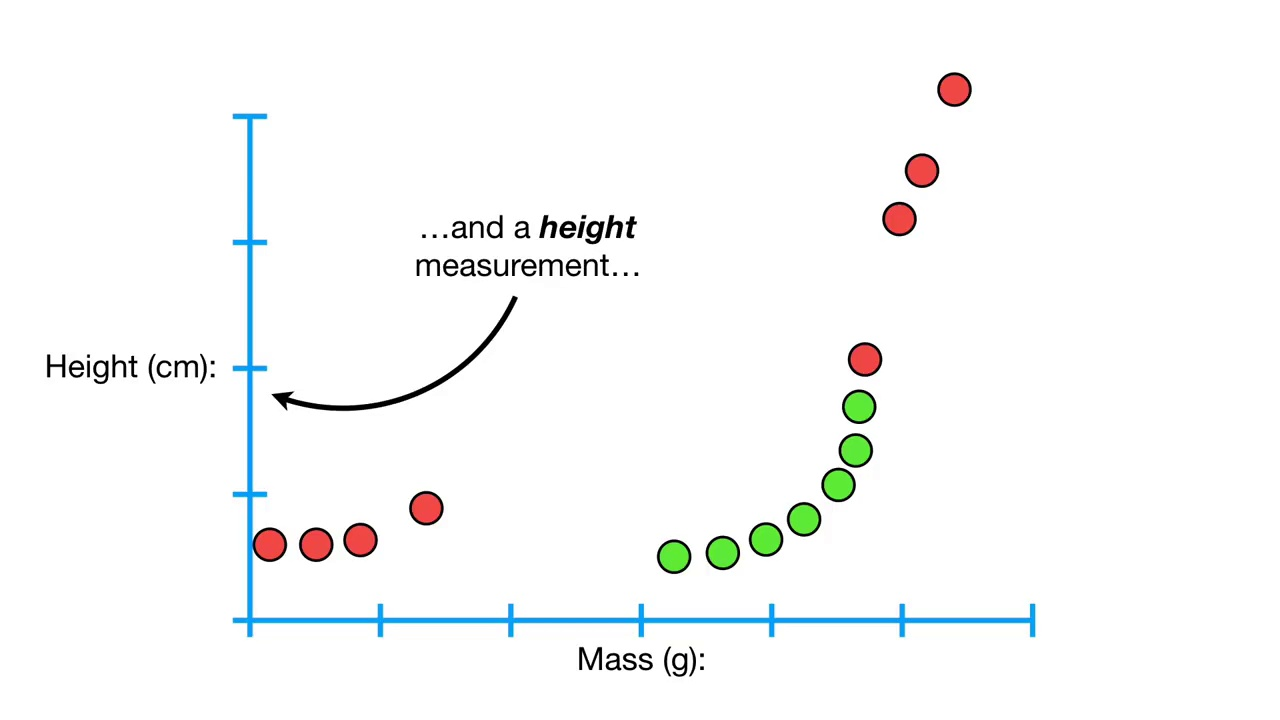 …and a height
measurement…
Height (cm):
Mass (g):